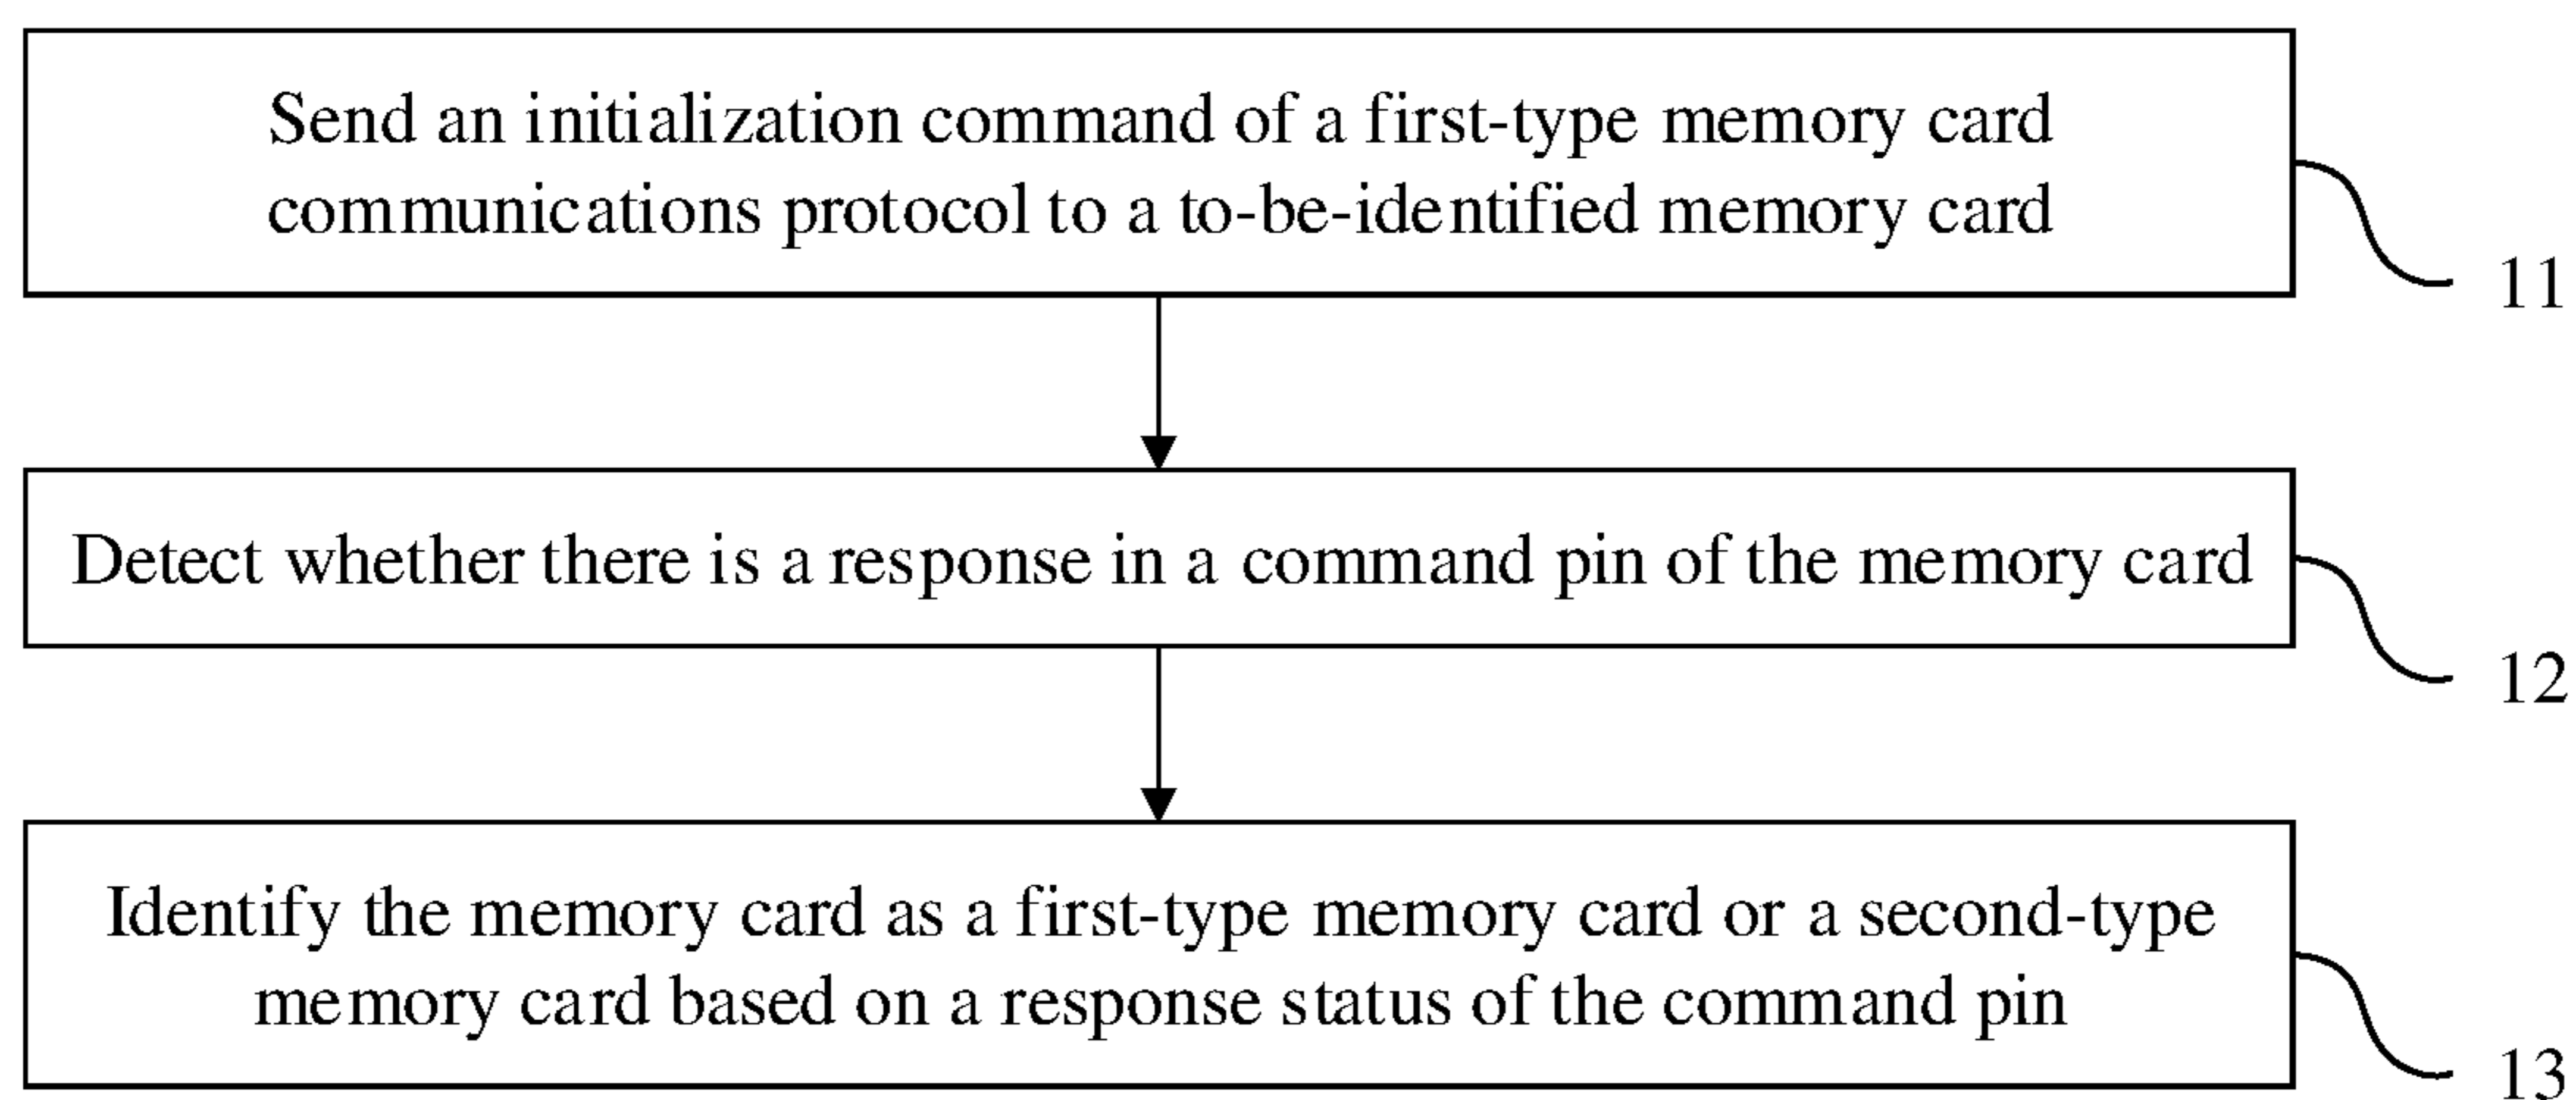 Send an initialization command of a first-type memory card
communications protocol to a to-be-identified memory card
11
Detect whether there is a response in a command pin of the memory card
12
Identify the memory card as a first-type memory card or a second-type
memory card based on a response status of the command pin
13